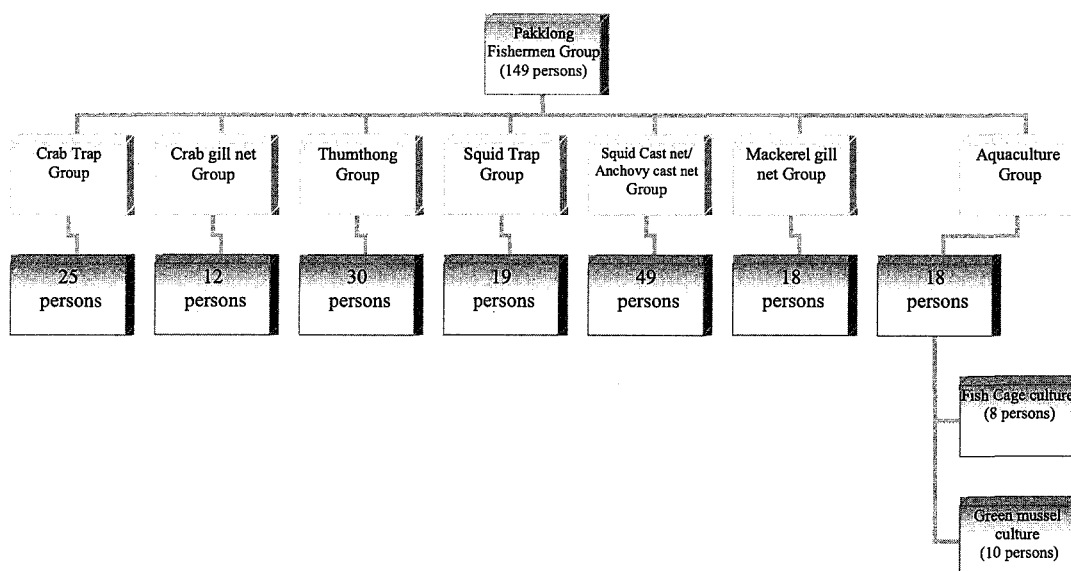 Pakklong
Fishermen Group
(149 persons)
Crab Trap
Group
Crab gill net
Group
Thumthong
Group
Squid Trap
Group
Squid Cast net/
Anchovy cast net
Group
Mackerel gill
net Group
Aquaculture
Group
25
persons
12
persons
30
persons
19
persons
49
persons
18
persons
18
persons
Fish Cage culture
(8 persons)
Green mussel
culture
(10 persons)